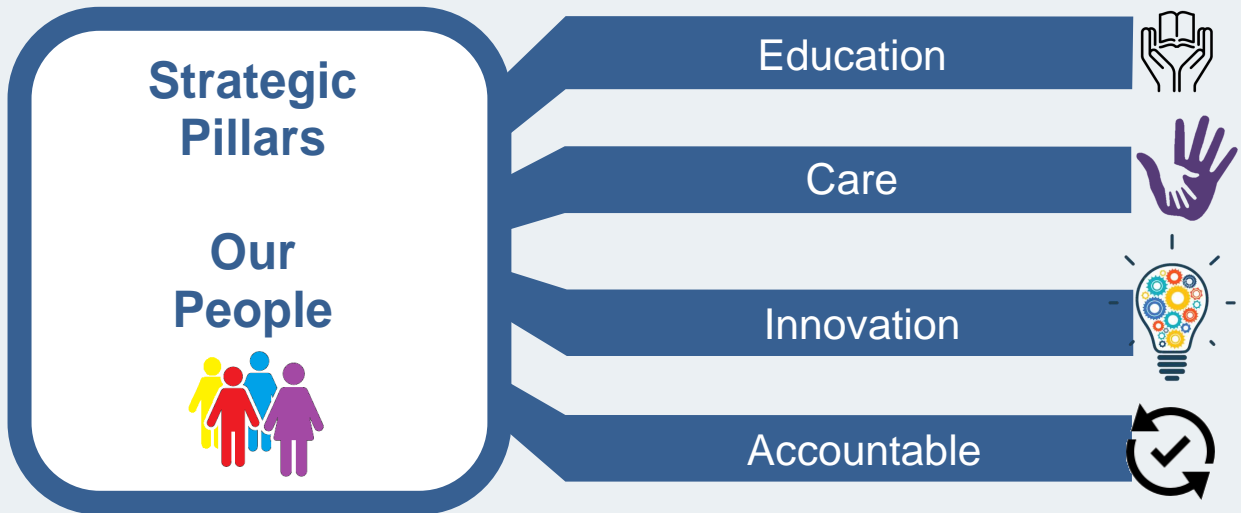 Strategic
Pillars
Our
People
Education
Care
Innovation
Accountable